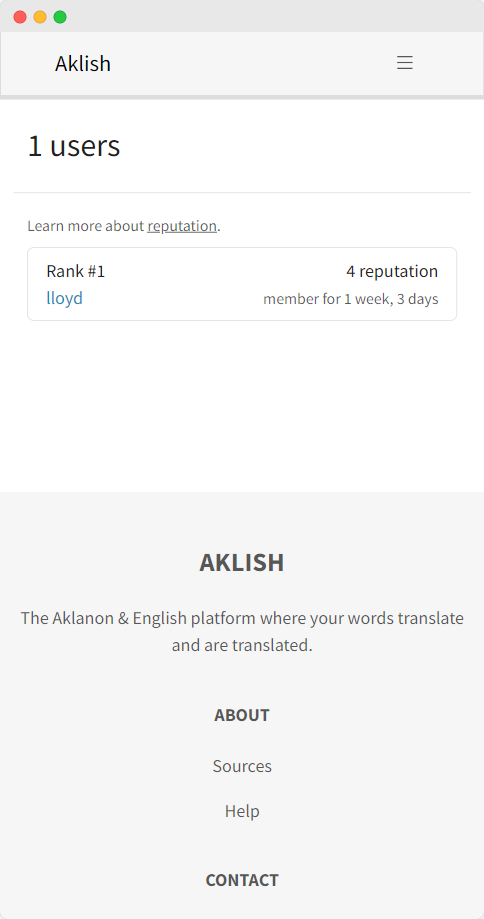 Aklish
1 users
Learn more about reputation.
Rank #1
4 reputation
lloyd
member for 1 week, 3 days
AKLISH
The Aklanon & English platform where your words translate
and are translated.
ABOUT
Sources
Help
CONTACT